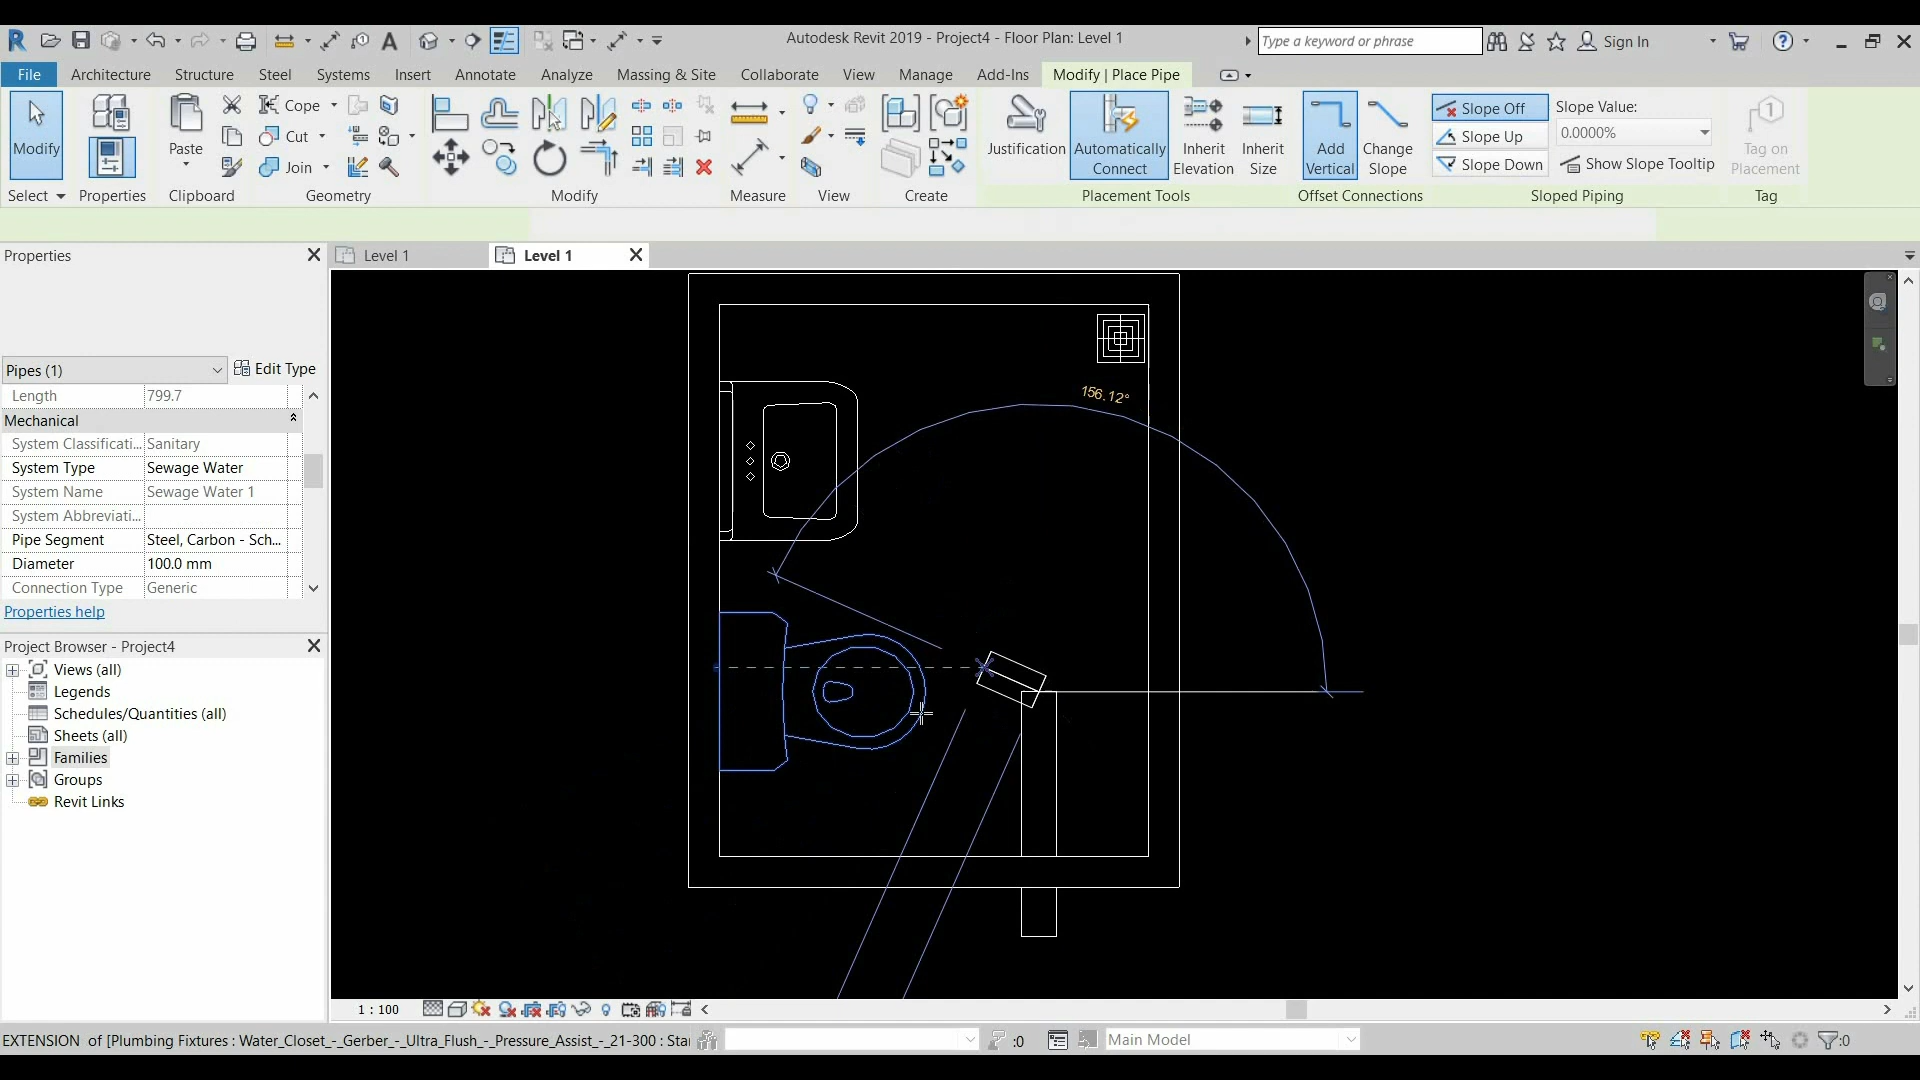 Autodesk Revit 2019 - Project4 - Floor Plan: Level 1
Type a keyword or phrase
Sign In
File Architecture Structure Steel Systems Insert Annotate Analyze Massing & Site Collaborate View Manage Add-Ins Modify | Place Pipe
Modify
Paste
Cope
Cut
Join
Justification
Automatically Connect
Inherit Elevation
Inherit Size
Add Vertical
Change Slope
Slope Off
Slope Up
Slope Down
Slope Value:
0.0000%
Show Slope Tooltip
Tag on Placement
Select Properties Clipboard Geometry Modify Measure View Create Placement Tools Offset Connections Sloped Piping Tag
Properties
Level 1
Level 1
Pipes (1)
Edit Type
Length 799.7
Mechanical
System Classificati... Sanitary
System Type Sewage Water
System Name Sewage Water 1
System Abbreviati...
Pipe Segment Steel, Carbon - Sch...
Diameter 100.0 mm
Connection Type Generic
Properties help
Project Browser - Project4
Views (all)
Legends
Schedules/Quantities (all)
Sheets (all)
Families
Groups
Revit Links
156.12°
1 : 100
EXTENSION of [Plumbing Fixtures : Water_Closet_-_Gerber_-_Ultra_Flush_-_Pressure_Assist_-_21-300 : Sta
:0
Main Model
:0